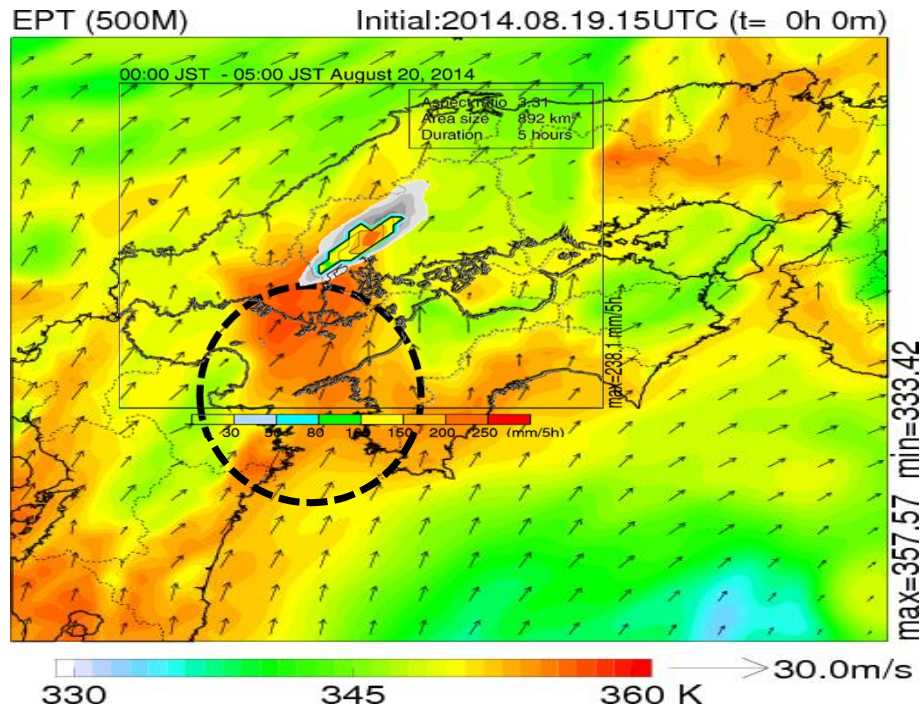 EPT (500M) Initial:2014.08.19.15UTC (t= 0h 0m)
00:00 JST - 05:00 JST August 20, 2014
Aspect ratio 3.31
Area size 892 km
Duration 5 hours
max=238.1 mm/5h
30 50 80 100 150 200 250 (mm/5h)
max=357.57 min=333.42
30.0m/s
330 345 360 K